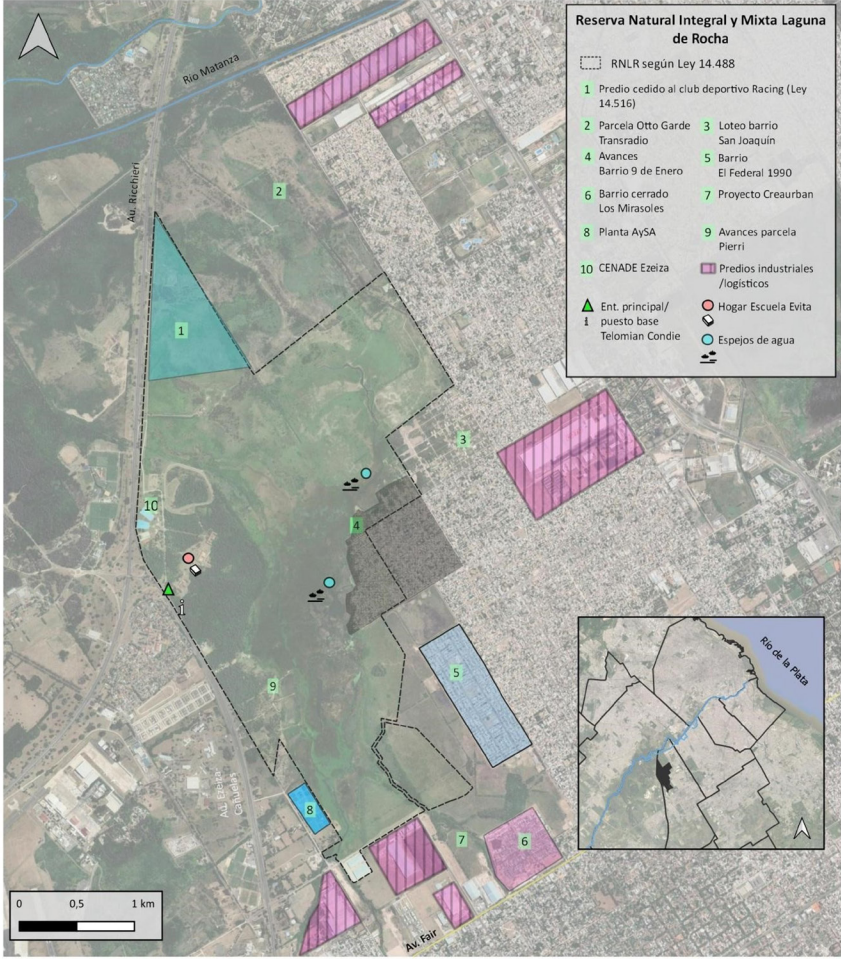 Reserva Natural Integral y Mixta Laguna
de Rocha
RNLR según Ley 14.488
1 Predio cedido al club deportivo Racing (Ley
14.516)
2 Parcela Otto Garde
Transradio
3 Loteo barrio
San Joaquín
4 Avances
Barrio 9 de Enero
5 Barrio
El Federal 1990
6 Barrio cerrado
Los Mirasoles
7 Proyecto Creaurban
8 Planta AySA
9 Avances parcela
Pierri
10 CENADE Ezeiza
Predios industriales
/logísticos
Ent. principal/
puesto base
Telomian Condie
i
Hogar Escuela Evita
Espejos de agua
Río Matanza
Au. Ricchieri
2
1
3
10
4
i
5
9
Au. Ezeiza
Cañuelas
8
7
6
Av. Fair
Río de la Plata
0 0,5 1 km